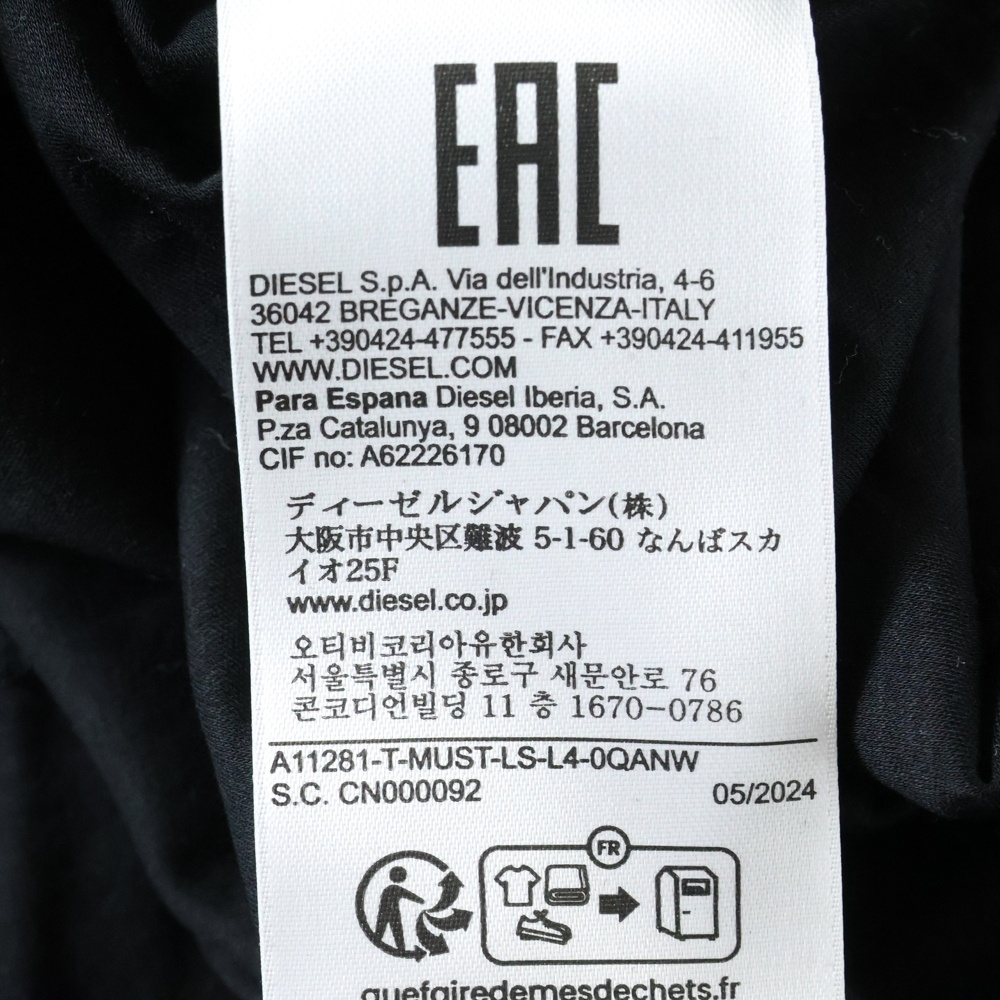 EAC
DIESEL S.p.A. Via dell'Industria, 4-6
36042 BREGANZE-VICENZA-ITALY
TEL +390424-477555 - FAX +390424-411955
WWW.DIESEL.COM
Para Espana Diesel Iberia, S.A.
P.za Catalunya, 9 08002 Barcelona
CIF no: A62226170
ディーゼルジャパン(株)
大阪市中央区難波 5-1-60 なんばスカ
イオ25F
www.diesel.co.jp
오티비코리아유한회사
서울특별시 종로구 새문안로 76
콘코디언빌딩 11 층 1670-0786
A11281-T-MUST-LS-L4-0QANW
S.C. CN000092 05/2024
FR
quefairedemesdechets.fr